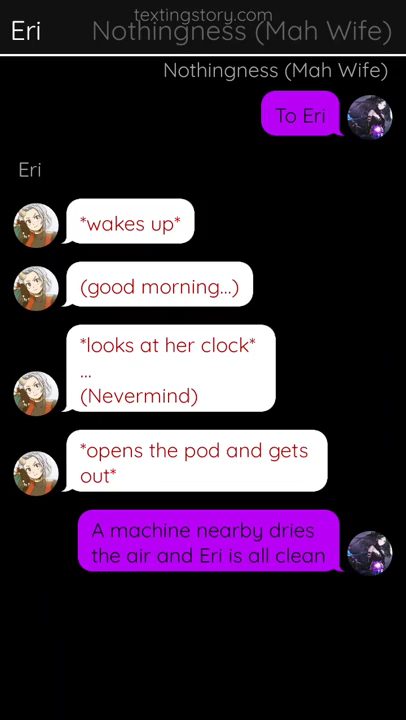 textingstory.com
Eri
Nothingness (Mah Wife)
Nothingness (Mah Wife)
To Eri
Eri
*wakes up*
(good morning...)
*looks at her clock*
...
(Nevermind)
*opens the pod and gets
out*
A machine nearby dries
the air and Eri is all clean